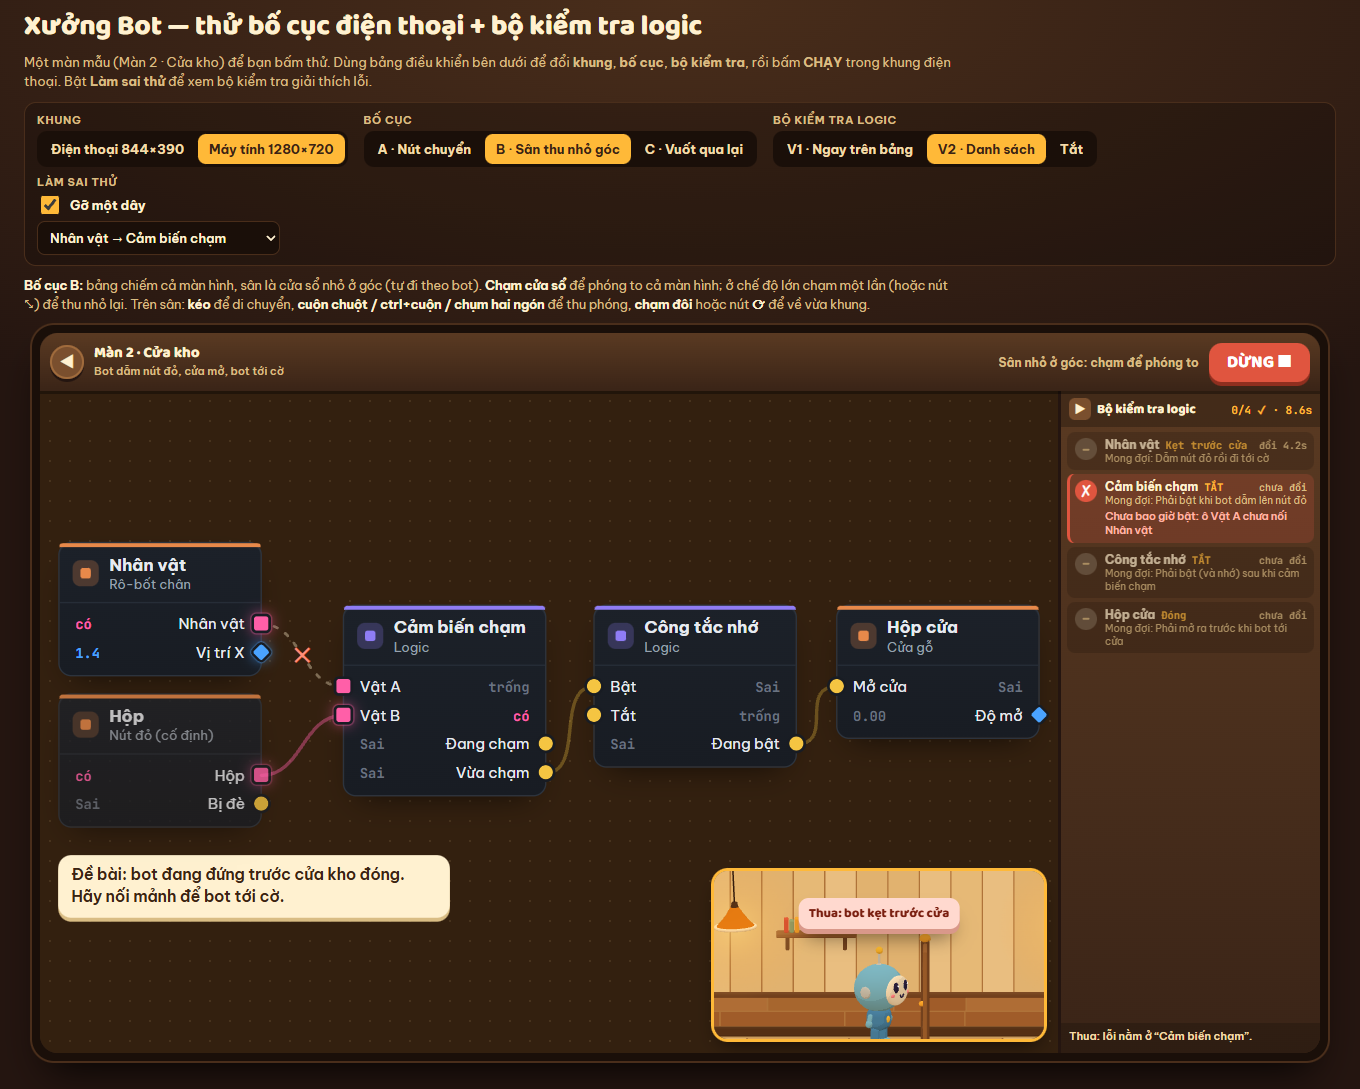 Xưởng Bot — thử bố cục điện thoại + bộ kiểm tra logic
Một màn mẫu (Màn 2 · Cửa kho) để bạn bấm thử. Dùng bảng điều khiển bên dưới để đổi khung, bố cục, bộ kiểm tra, rồi bấm CHẠY trong khung điện
thoại. Bật Làm sai thử để xem bộ kiểm tra giải thích lỗi.
KHUNG
Điện thoại 844×390
Máy tính 1280×720
BỐ CỤC
A · Nút chuyển
B · Sân thu nhỏ góc
C · Vuốt qua lại
BỘ KIỂM TRA LOGIC
V1 · Ngay trên bảng
V2 · Danh sách
Tắt
LÀM SAI THỬ
Gỡ một dây
Nhân vật → Cảm biến chạm
Bố cục B: bảng chiếm cả màn hình, sân là cửa sổ nhỏ ở góc (tự đi theo bot). Chạm cửa sổ để phóng to cả màn hình; ở chế độ lớn chạm một lần (hoặc nút
⤡) để thu nhỏ lại. Trên sân: kéo để di chuyển, cuộn chuột / ctrl+cuộn / chụm hai ngón để thu phóng, chạm đôi hoặc nút ⟳ để về vừa khung.
Màn 2 · Cửa kho
Bot dẫm nút đỏ, cửa mở, bot tới cờ
Sân nhỏ ở góc: chạm để phóng to
DỪNG ■
Nhân vật
Rô-bốt chân
có
Nhân vật
1.4
Vị trí X
Hộp
Nút đỏ (cố định)
có
Hộp
Sai
Bị đè
Cảm biến chạm
Logic
Vật A
trống
Vật B
có
Sai
Đang chạm
Sai
Vừa chạm
Công tắc nhớ
Logic
Bật
Sai
Tắt
trống
Sai
Đang bật
Hộp cửa
Cửa gỗ
Mở cửa
Sai
0.00
Độ mở
Đề bài: bot đang đứng trước cửa kho đóng.
Hãy nối mảnh để bot tới cờ.
Thua: bot kẹt trước cửa
Bộ kiểm tra logic
0/4 ✓ · 8.6s
Nhân vật Kẹt trước cửa đổi 4.2s
Mong đợi: Dẫm nút đỏ rồi đi tới cờ
Cảm biến chạm TẮT chưa đổi
Mong đợi: Phải bật khi bot dẫm lên nút đỏ
Chưa bao giờ bật: ô Vật A chưa nối
Nhân vật
Công tắc nhớ TẮT chưa đổi
Mong đợi: Phải bật (và nhớ) sau khi cảm
biến chạm
Hộp cửa Đóng chưa đổi
Mong đợi: Phải mở ra trước khi bot tới
cửa
Thua: lỗi nằm ở “Cảm biến chạm”.